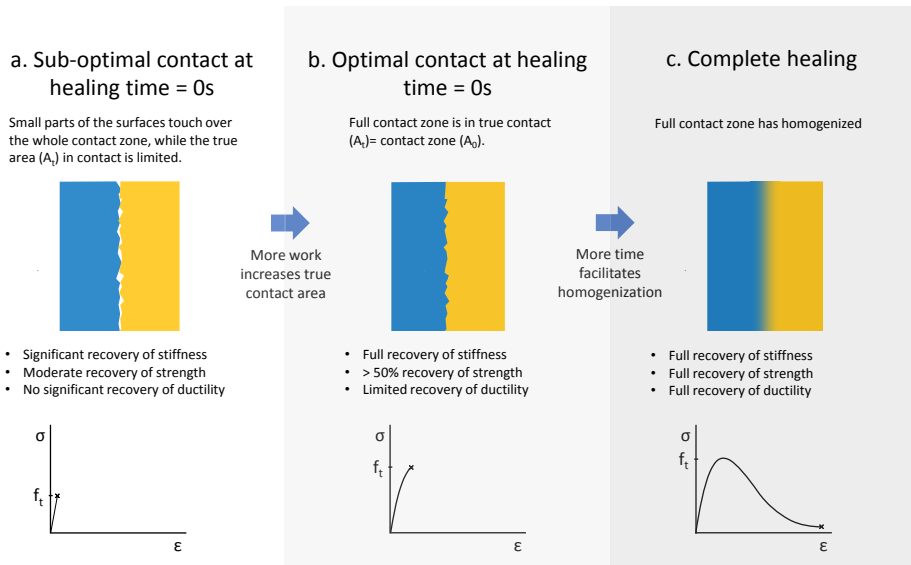 a. Sub-optimal contact at
healing time = 0s
Small parts of the surfaces touch over
the whole contact zone, while the true
area (Aₜ) in contact is limited.
More work
increases true
contact area
• Significant recovery of stiffness
• Moderate recovery of strength
• No significant recovery of ductility
σ
fₜ
ε
b. Optimal contact at healing
time = 0s
Full contact zone is in true contact
(Aₜ)= contact zone (A₀).
More time
facilitates
homogenization
• Full recovery of stiffness
• > 50% recovery of strength
• Limited recovery of ductility
σ
fₜ
ε
c. Complete healing
Full contact zone has homogenized
• Full recovery of stiffness
• Full recovery of strength
• Full recovery of ductility
σ
fₜ
ε